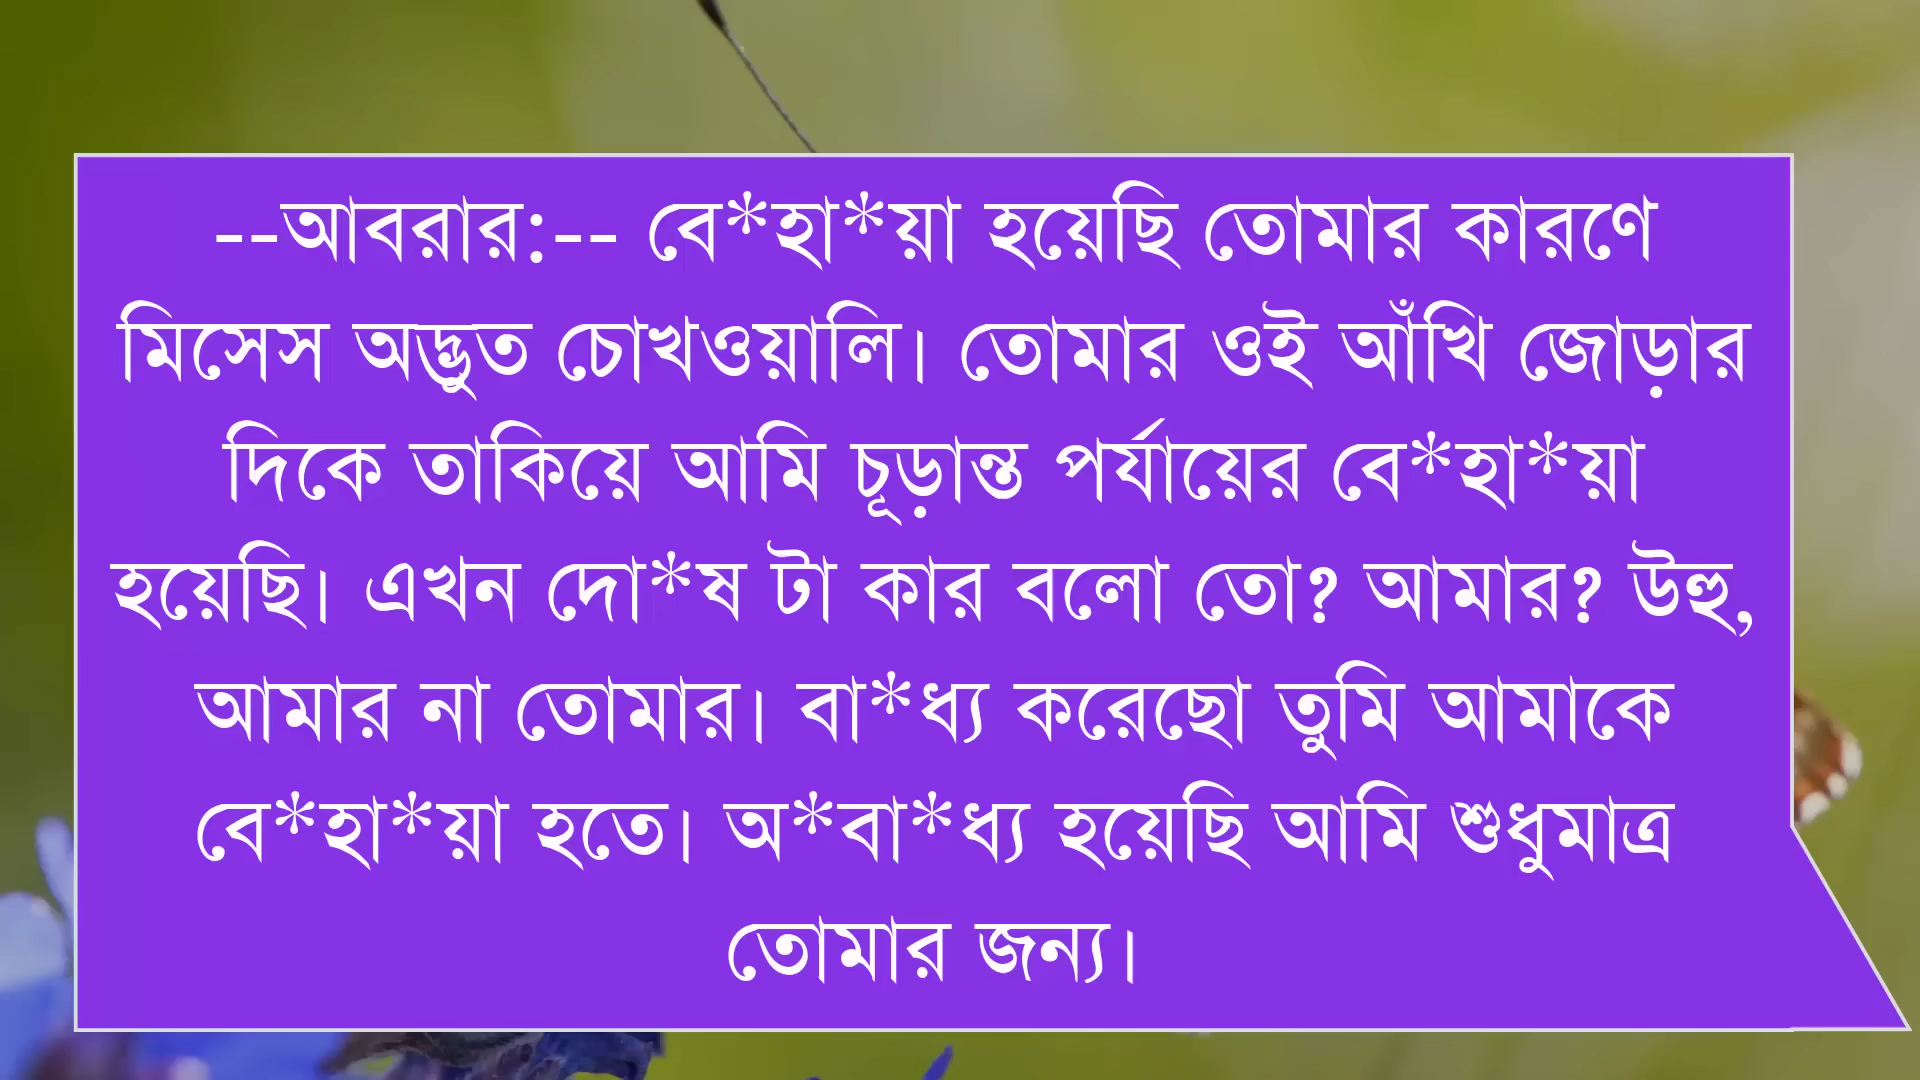 --আবরার:-- বে*হা*য়া হয়েছি তোমার কারণে
মিসেস অদ্ভুত চোখওয়ালি। তোমার ওই আঁখি জোড়ার
দিকে তাকিয়ে আমি চূড়ান্ত পর্যায়ের বে*হা*য়া
হয়েছি। এখন দো*ষ টা কার বলো তো? আমার? উহু,
আমার না তোমার। বা*ধ্য করেছো তুমি আমাকে
বে*হা*য়া হতে। অ*বা*ধ্য হয়েছি আমি শুধুমাত্র
তোমার জন্য।